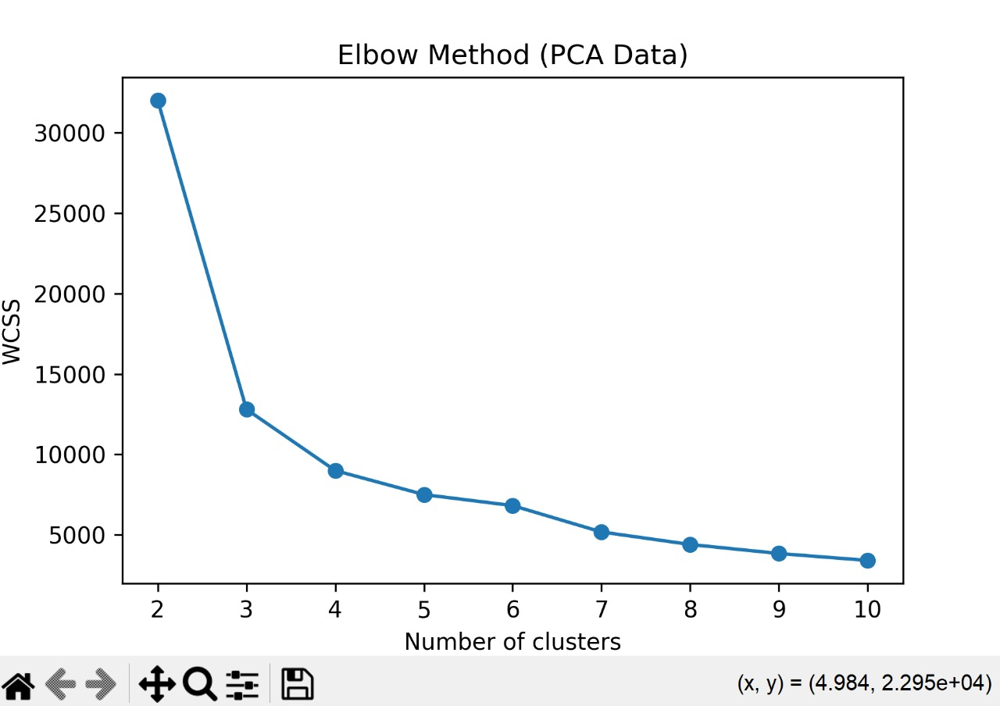 Elbow Method (PCA Data)
30000
25000
20000
15000
10000
5000
WCSS
2 3 4 5 6 7 8 9 10
Number of clusters
(x, y) = (4.984, 2.295e+04)